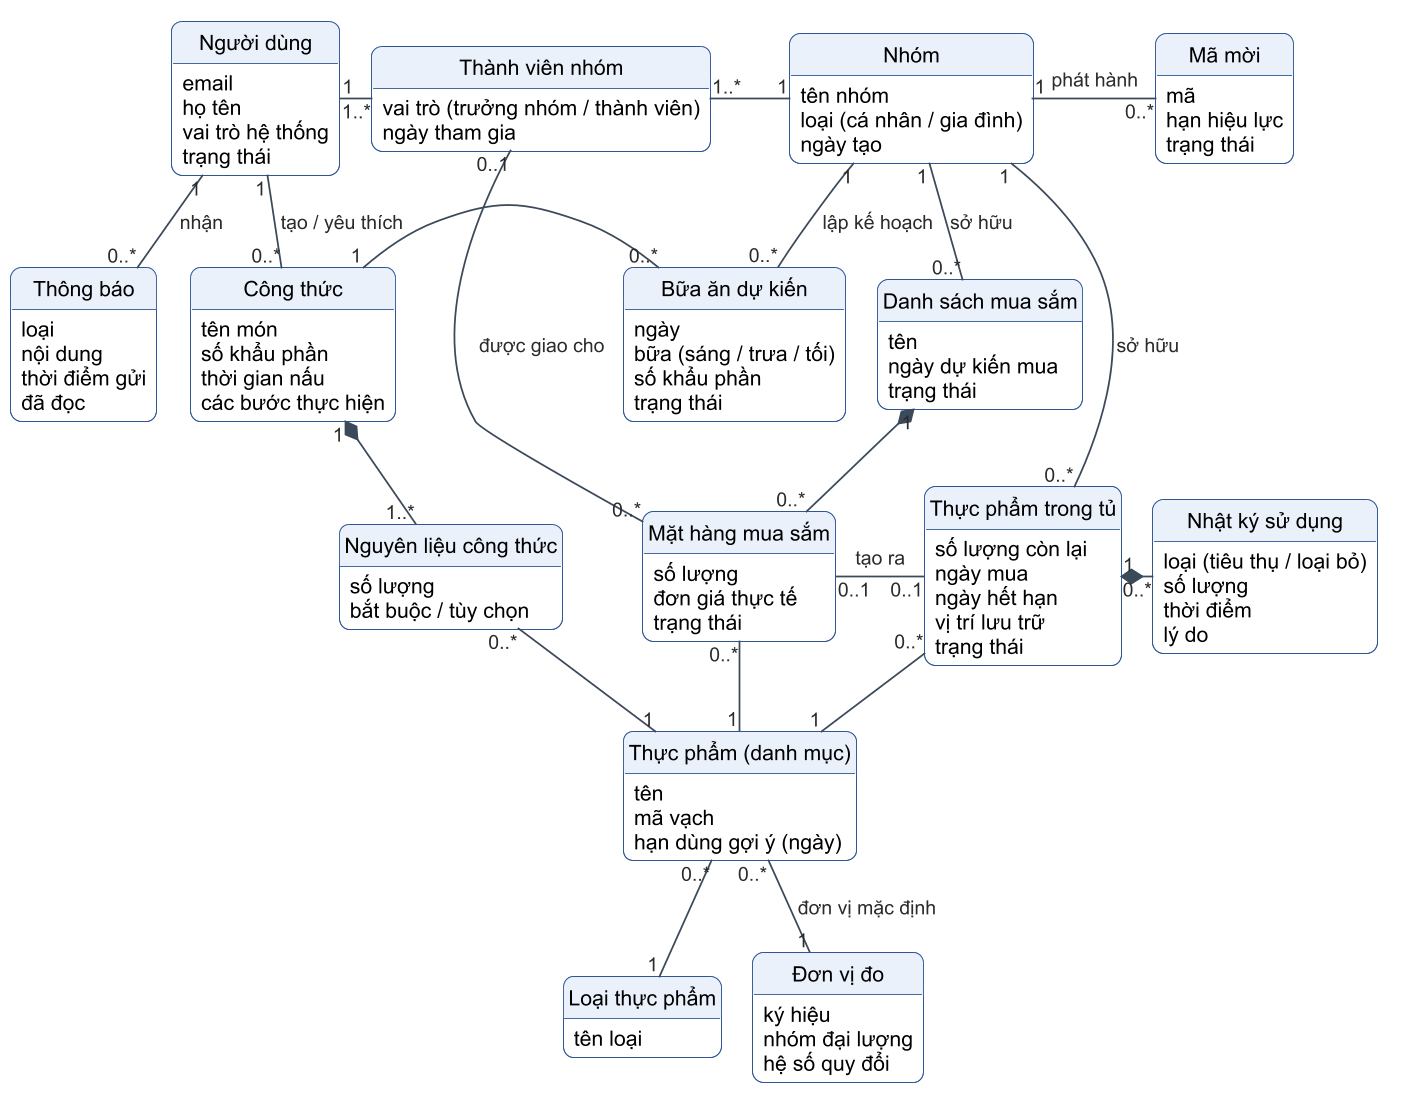 Người dùng
email
họ tên
vai trò hệ thống
trạng thái
1
1..*
Thành viên nhóm
vai trò (trưởng nhóm / thành viên)
ngày tham gia
1..*
1
Nhóm
tên nhóm
loại (cá nhân / gia đình)
ngày tạo
1
phát hành
0..*
Mã mời
mã
hạn hiệu lực
trạng thái
1
nhận
0..*
1
tạo / yêu thích
0..*
0..1
được giao cho
0..*
1
0..*
1
lập kế hoạch
0..*
1
sở hữu
0..*
1
sở hữu
0..*
Thông báo
loại
nội dung
thời điểm gửi
đã đọc
Công thức
tên món
số khẩu phần
thời gian nấu
các bước thực hiện
Bữa ăn dự kiến
ngày
bữa (sáng / trưa / tối)
số khẩu phần
trạng thái
Danh sách mua sắm
tên
ngày dự kiến mua
trạng thái
1
1..*
1
0..*
Nguyên liệu công thức
số lượng
bắt buộc / tùy chọn
Mặt hàng mua sắm
số lượng
đơn giá thực tế
trạng thái
tạo ra
0..1
0..1
Thực phẩm trong tủ
số lượng còn lại
ngày mua
ngày hết hạn
vị trí lưu trữ
trạng thái
1
0..*
Nhật ký sử dụng
loại (tiêu thụ / loại bỏ)
số lượng
thời điểm
lý do
0..*
1
0..*
1
0..*
1
Thực phẩm (danh mục)
tên
mã vạch
hạn dùng gợi ý (ngày)
0..*
1
0..*
đơn vị mặc định
1
Loại thực phẩm
tên loại
Đơn vị đo
ký hiệu
nhóm đại lượng
hệ số quy đổi